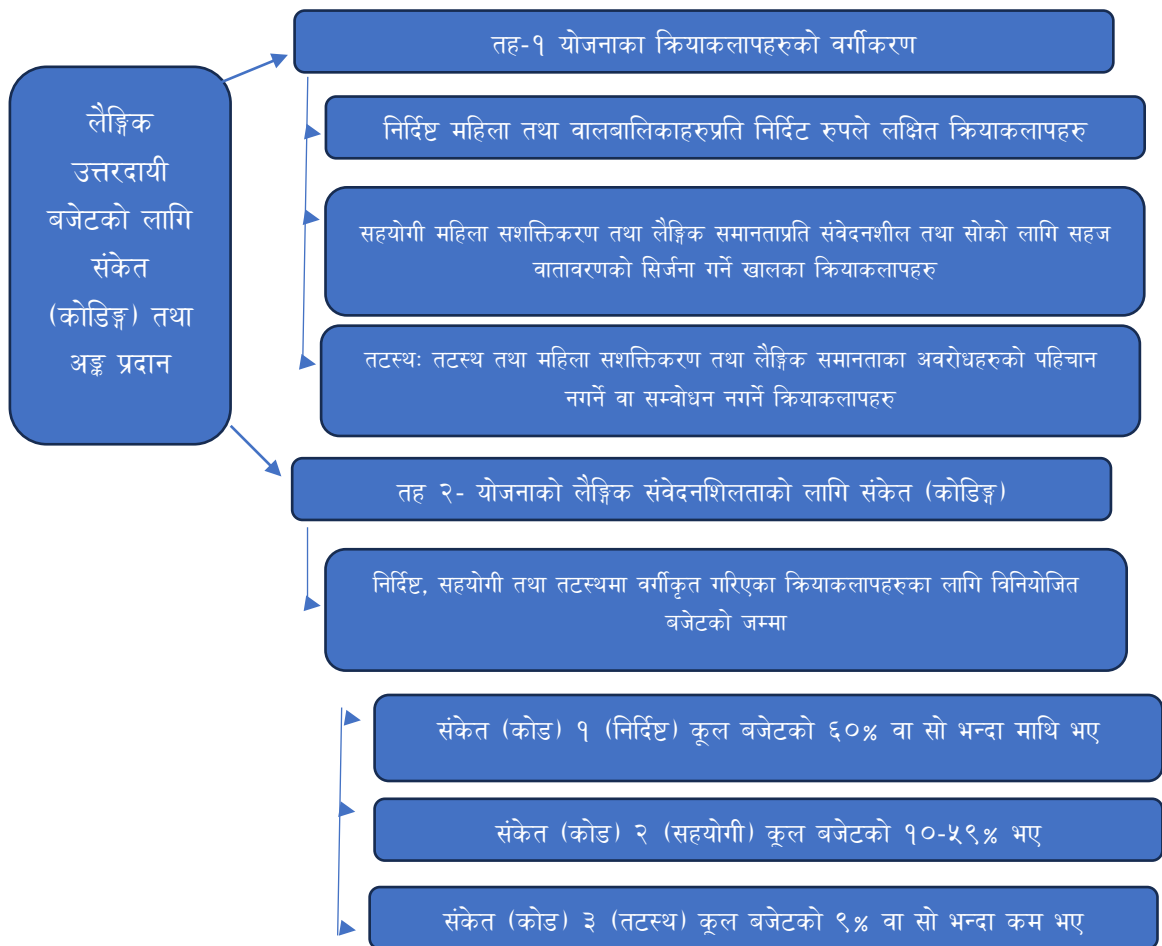 लैङ्गिक
उत्तरदायी
बजेटको लागि
संकेत
(कोडिङ्ग) तथा
अङ्क प्रदान
तह-१ योजनाका क्रियाकलापहरुको वर्गीकरण
निर्दिष्ट महिला तथा वालबालिकाहरुप्रति निर्दिट रुपले लक्षित क्रियाकलापहरु
सहयोगी महिला सशक्तिकरण तथा लैङ्गिक समानताप्रति संवेदनशील तथा सोको लागि सहज
वातावरणको सिर्जना गर्ने खालका क्रियाकलापहरु
तटस्थः तटस्थ तथा महिला सशक्तिकरण तथा लैङ्गिक समानताका अवरोधहरुको पहिचान
नगर्ने वा सम्वोधन नगर्ने क्रियाकलापहरु
तह २- योजनाको लैङ्गिक संवेदनशिलताको लागि संकेत (कोडिङ्ग)
निर्दिष्ट, सहयोगी तथा तटस्थमा वर्गीकृत गरिएका क्रियाकलापहरुका लागि विनियोजित
बजेटको जम्मा
संकेत (कोड) १ (निर्दिष्ट) कूल बजेटको ६०% वा सो भन्दा माथि भए
संकेत (कोड) २ (सहयोगी) कूल बजेटको १०-५९% भए
संकेत (कोड) ३ (तटस्थ) कूल बजेटको ९% वा सो भन्दा कम भए